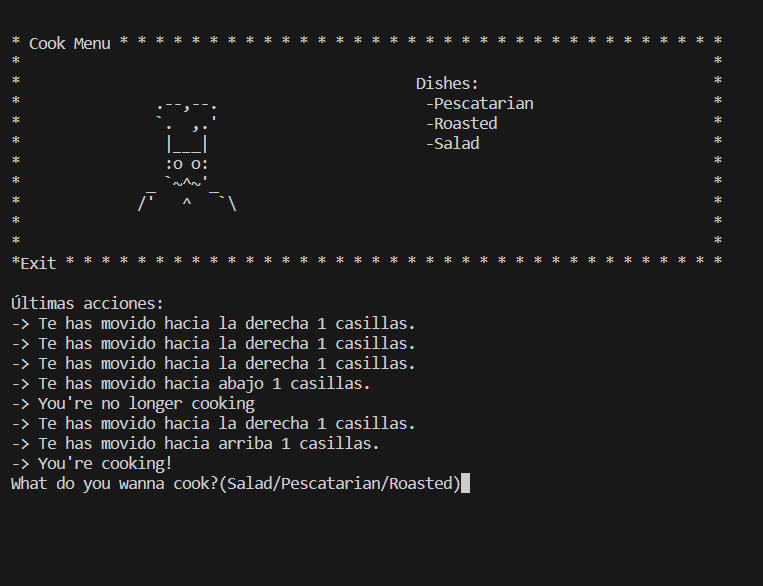 * Cook Menu * * * * * * * * * * * * * * * * * * * * * * * * * * * * * * * * * *
*                                                                             *
*                                            Dishes:                          *
*               .--,--.                       -Pescatarian                    *
*               `.  ,.'                       -Roasted                        *
*                |___|                        -Salad                          *
*                :o o:                                                        *
*              _ `~^~'_                                                       *
*             /'   ^   `\                                                     *
*                                                                             *
*                                                                             *
*Exit * * * * * * * * * * * * * * * * * * * * * * * * * * * * * * * * * * * * *
Últimas acciones:
-> Te has movido hacia la derecha 1 casillas.
-> Te has movido hacia la derecha 1 casillas.
-> Te has movido hacia la derecha 1 casillas.
-> Te has movido hacia abajo 1 casillas.
-> You're no longer cooking
-> Te has movido hacia la derecha 1 casillas.
-> Te has movido hacia arriba 1 casillas.
-> You're cooking!
What do you wanna cook?(Salad/Pescatarian/Roasted)